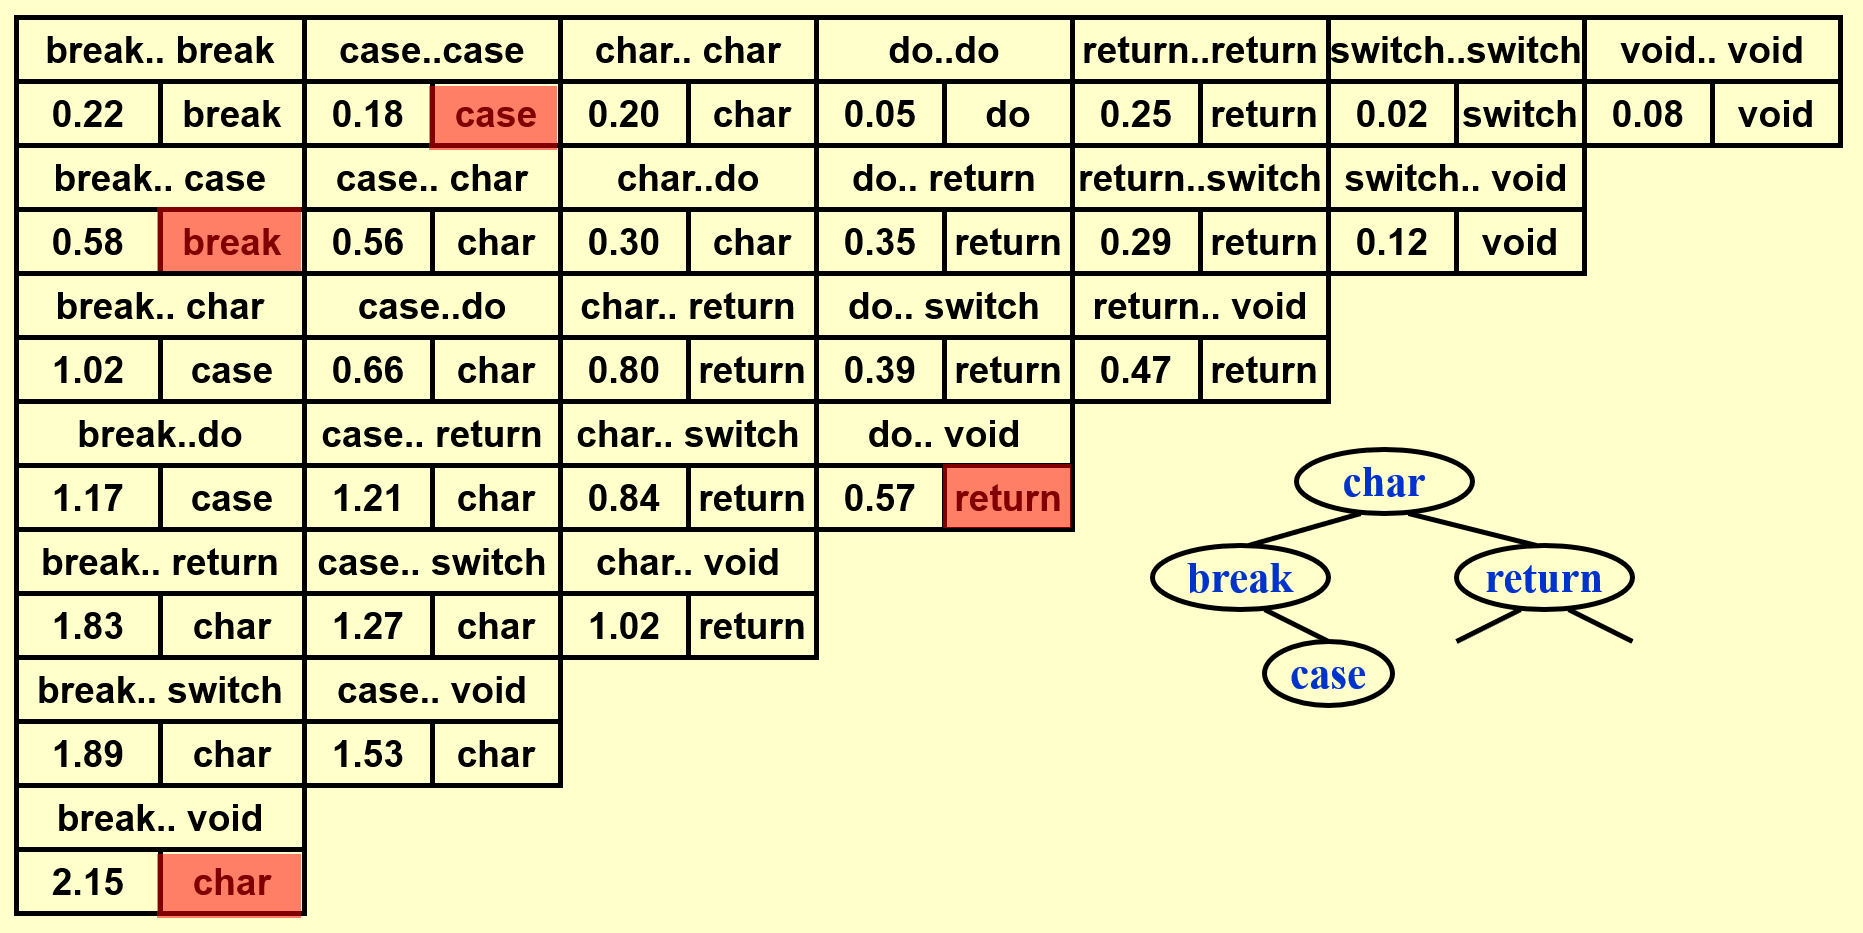 break.. break case..case char.. char do..do return..return switch..switch void.. void
0.22 break 0.18 case 0.20 char 0.05 do 0.25 return 0.02 switch 0.08 void
break.. case case.. char char..do do.. return return..switch switch.. void
0.58 break 0.56 char 0.30 char 0.35 return 0.29 return 0.12 void
break.. char case..do char.. return do.. switch return.. void
1.02 case 0.66 char 0.80 return 0.39 return 0.47 return
break..do case.. return char.. switch do.. void
1.17 case 1.21 char 0.84 return 0.57 return
break.. return case.. switch char.. void
1.83 char 1.27 char 1.02 return
break.. switch case.. void
1.89 char 1.53 char
break.. void
2.15 char
char
break return
case